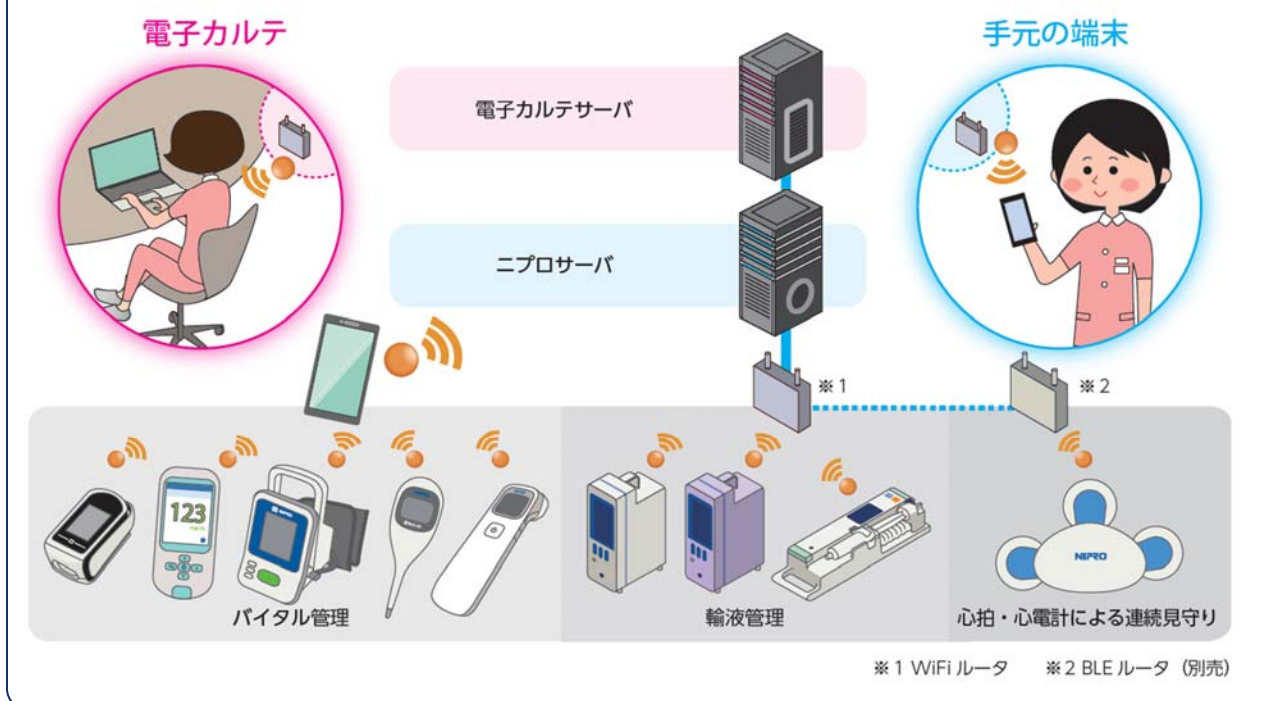 電子カルテ
手元の端末
電子カルテサーバ
ニプロサーバ
※1
※2
123
NIPRO
NIPRO
バイタル管理
輸液管理
心拍・心電計による連続見守り
※1 WiFi ルータ
※2 BLE ルータ（別売）